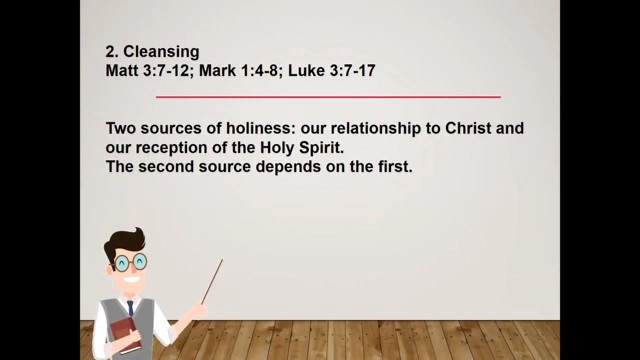 2. Cleansing
Matt 3:7-12; Mark 1:4-8; Luke 3:7-17
Two sources of holiness: our relationship to Christ and
our reception of the Holy Spirit.
The second source depends on the first.